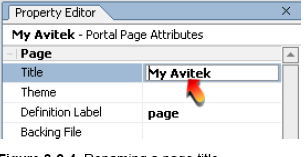 Property Editor
My Avitek - Portal Page Attributes
Page
Title My Avitek
Theme
Definition Label page
Backing File